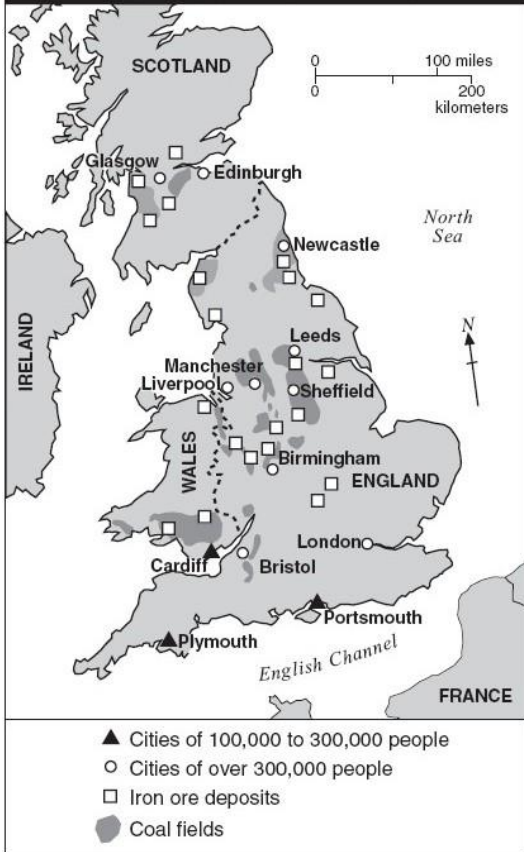 SCOTLAND
0 100 miles
0 200
kilometers
Glasgow
Edinburgh
North
Sea
Newcastle
N
IRELAND
Leeds
Manchester
Liverpool
Sheffield
WALES
Birmingham
ENGLAND
London
Cardiff
Bristol
Portsmouth
Plymouth
English Channel
FRANCE
Cities of 100,000 to 300,000 people
Cities of over 300,000 people
Iron ore deposits
Coal fields